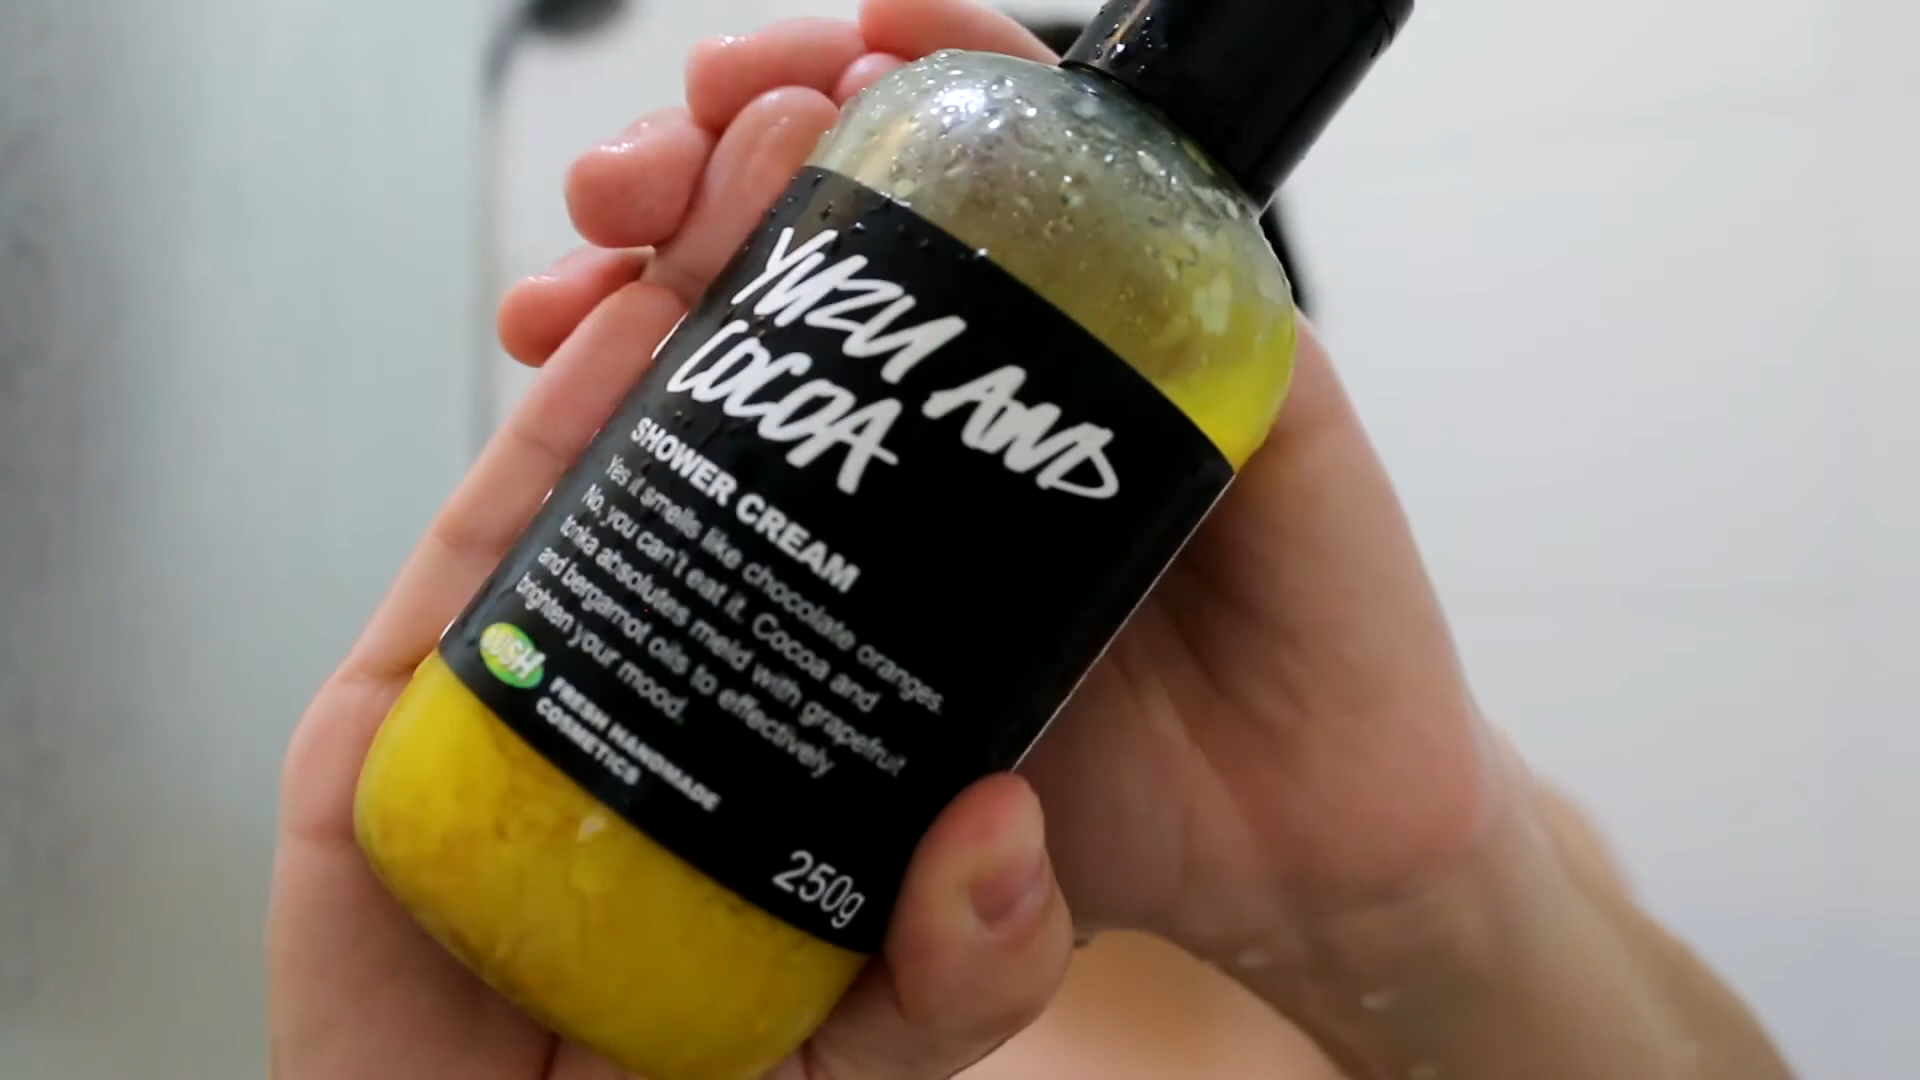 YUZU AND
COCOA
SHOWER CREAM
Yes it smells like chocolate oranges.
No, you can't eat it. Cocoa and
tonka absolutes meld with grapefruit
and bergamot oils to effectively
brighten your mood.
LUSH
FRESH HANDMADE
COSMETICS
250g